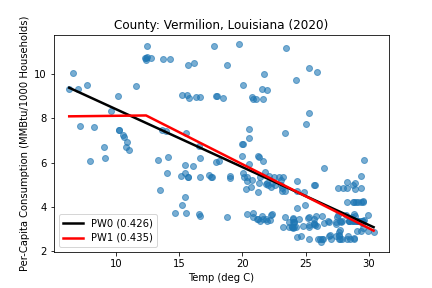 County: Vermilion, Louisiana (2020)
Per-Capita Consumption (MMBtu/1000 Households)
10
8
6
4
2
PW0 (0.426)
PW1 (0.435)
10
15
20
25
30
Temp (deg C)